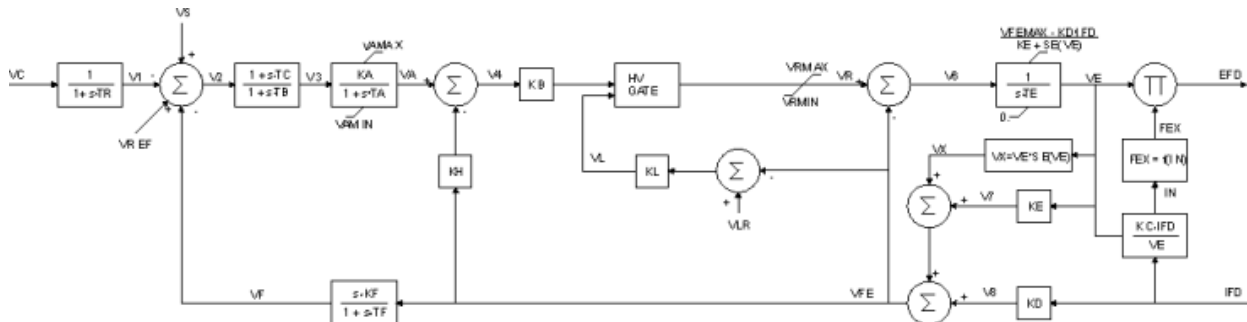 VS
VFEMAX - KD*IFD
KE + SE(VE)
VAMAX
VC
1
1+ s*TR
V1
-
+
Σ
V2
1 + s*TC
1 + s*TB
V3
KA
1 + s*TA
VA
+
Σ
V4
KB
HV
GATE
VRMAX
VRMIN
VR
+
Σ
V6
1
s*TE
VE
∏
EFD
VAMIN
0.
VREF
+
-
-
-
FEX
VL
KL
Σ
-
+
VLR
KH
VX
VX=VE*SE(VE)
FEX = f(IN)
IN
+
Σ
+
V7
KE
KC*IFD
VE
VF
s*KF
1 + s*TF
VFE
+
Σ
+
V8
KD
IFD